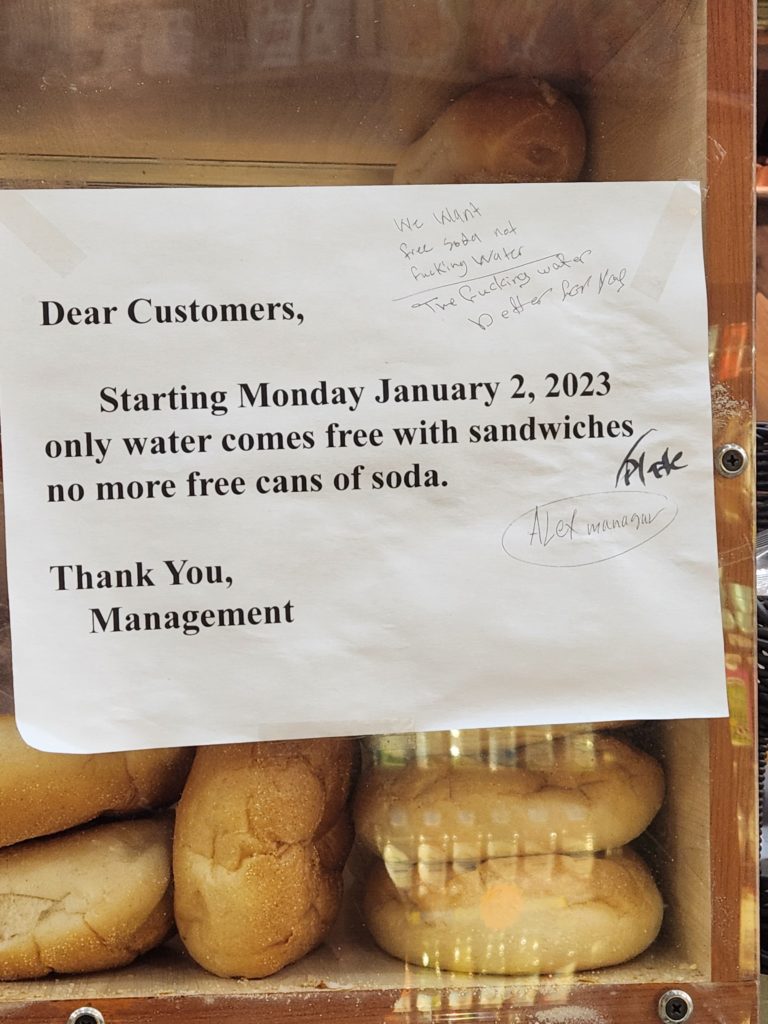 We Want
free soda not
fucking Water
The fucking water
better for you
Dear Customers,
Starting Monday January 2, 2023
only water comes free with sandwiches
no more free cans of soda.
Alex manager
Thank You,
Management